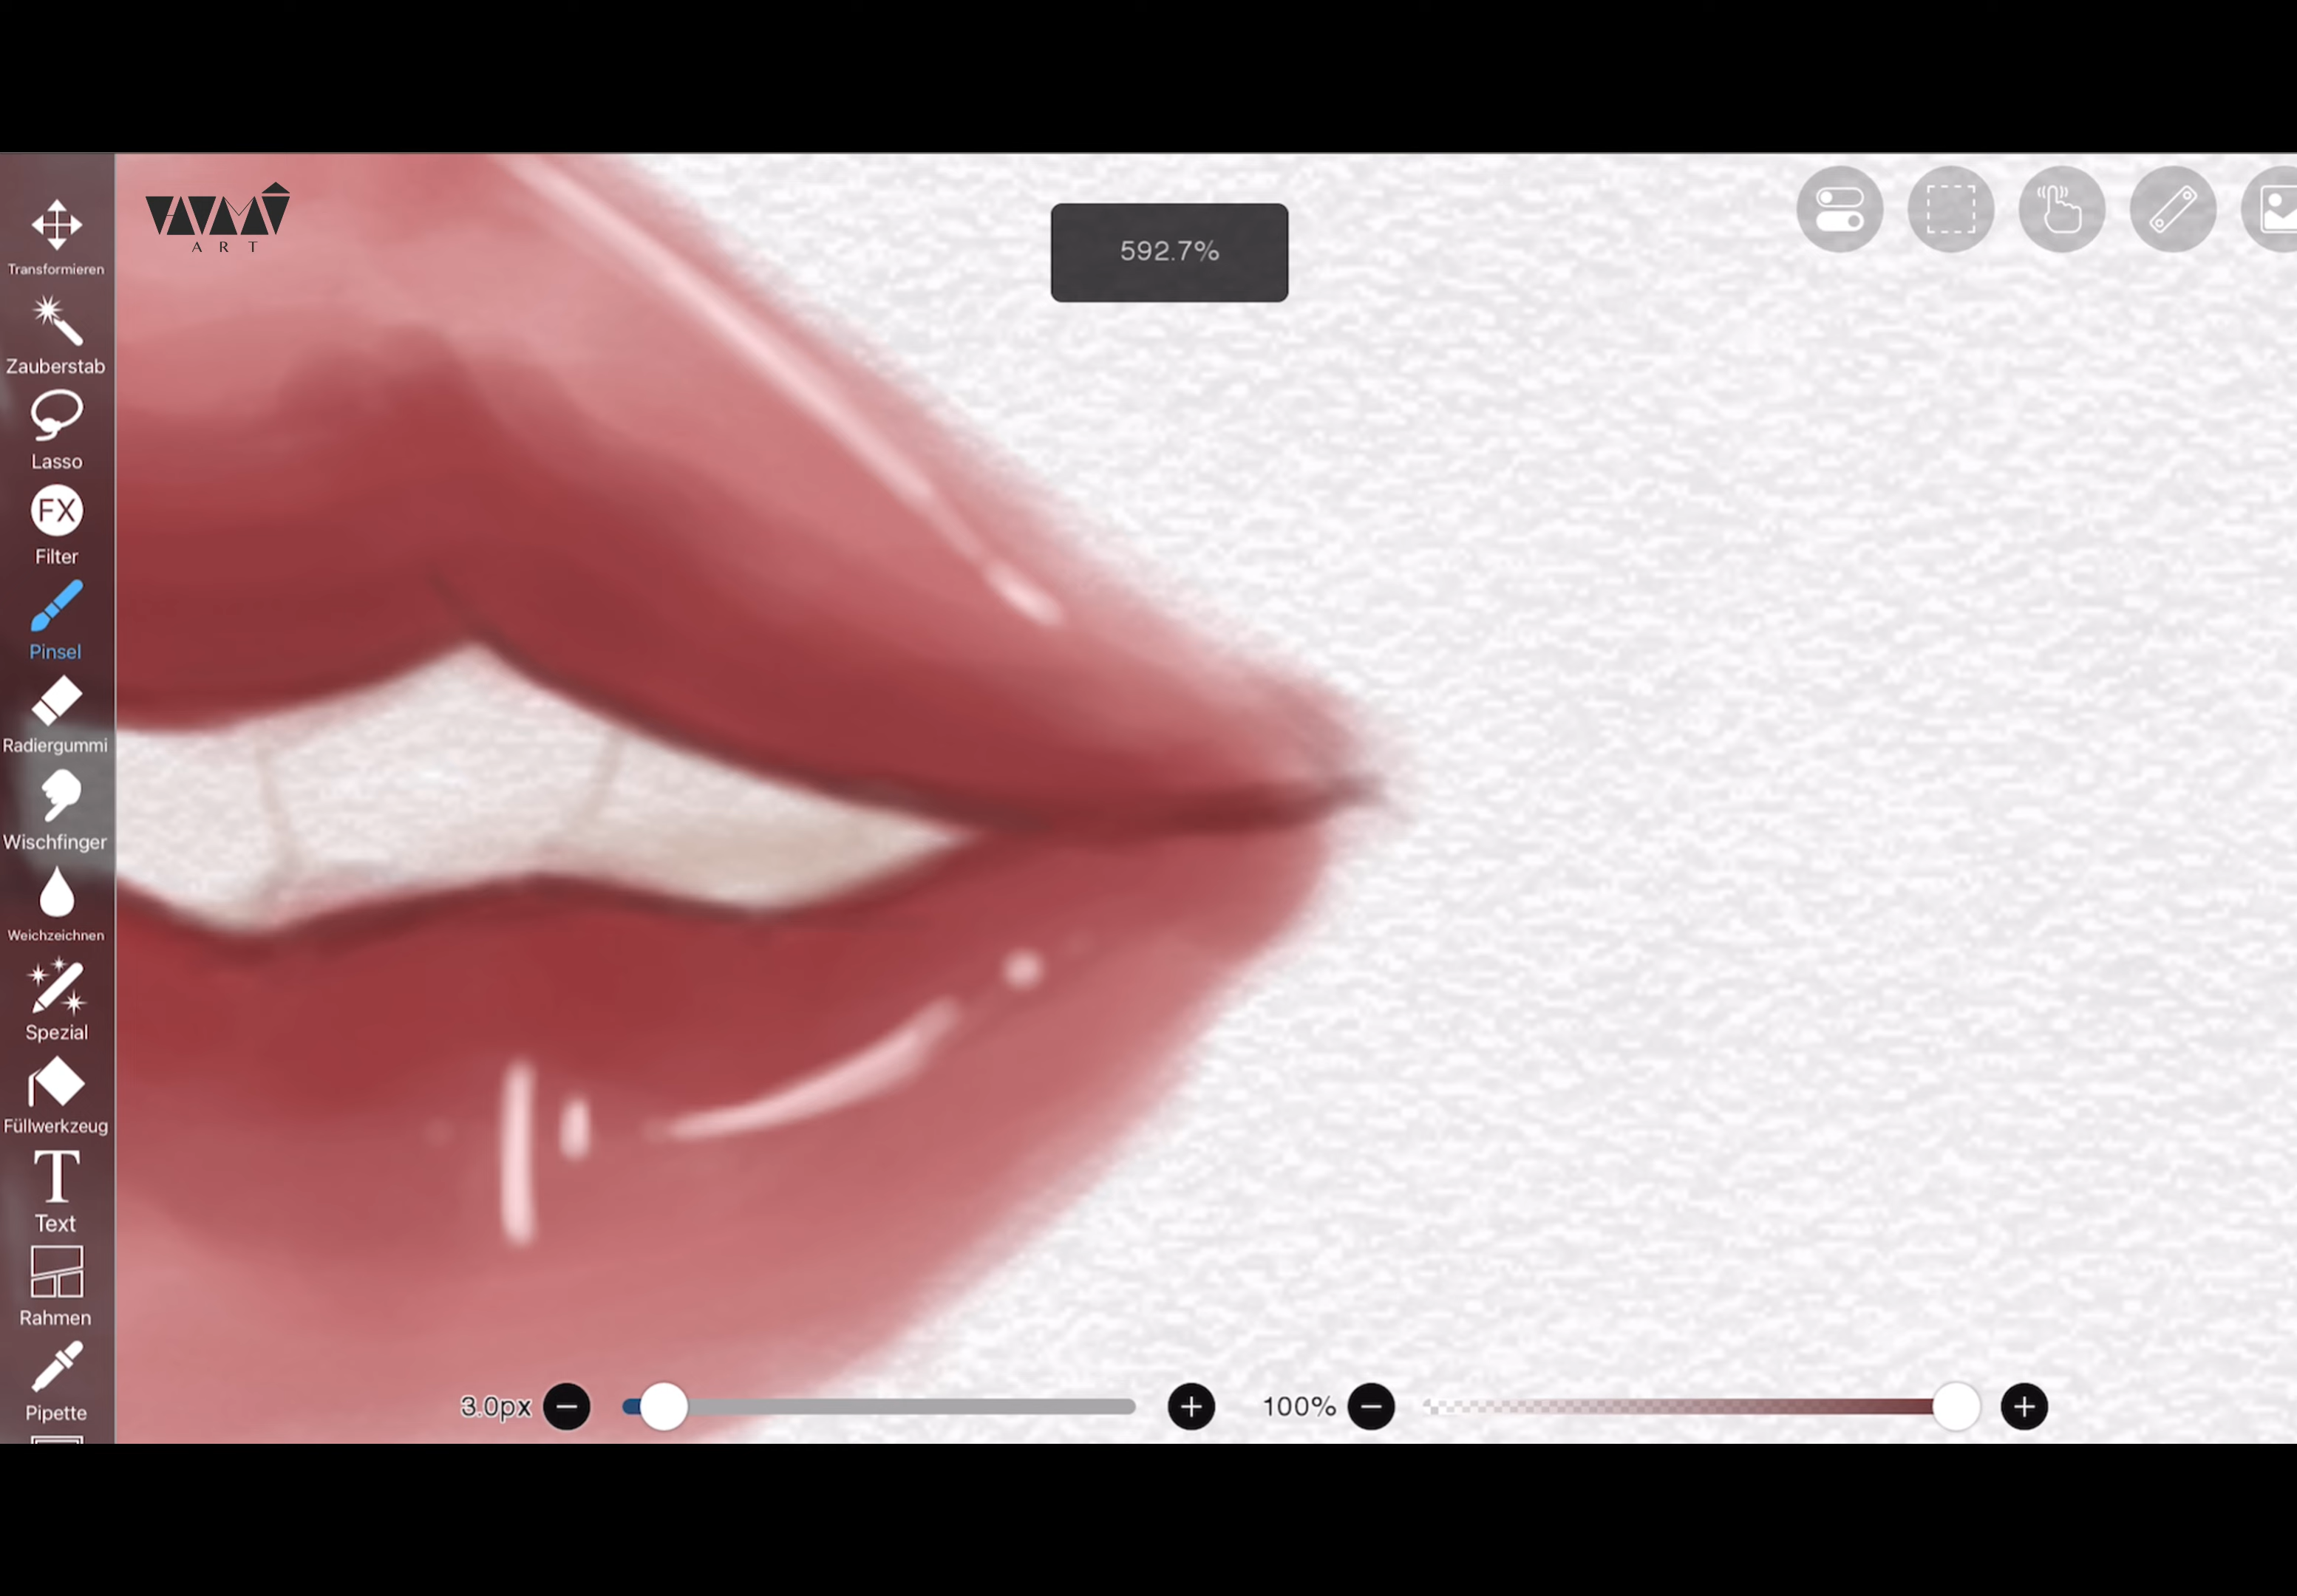 Transformieren
Zauberstab
Lasso
FX
Filter
Pinsel
Radiergummi
Wischfinger
Weichzeichnen
Spezial
Füllwerkzeug
T
Text
Rahmen
Pipette
ART
592.7%
3.0px
100%